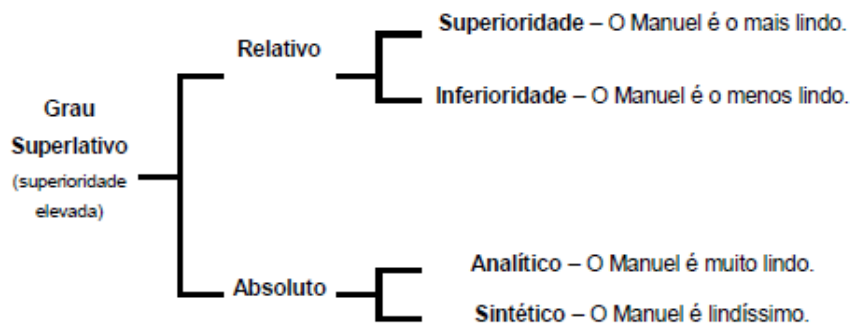 Grau
Superlativo
(superioridade
elevada)
Relativo
Superioridade – O Manuel é o mais lindo.
Inferioridade – O Manuel é o menos lindo.
Absoluto
Analítico – O Manuel é muito lindo.
Sintético – O Manuel é lindíssimo.